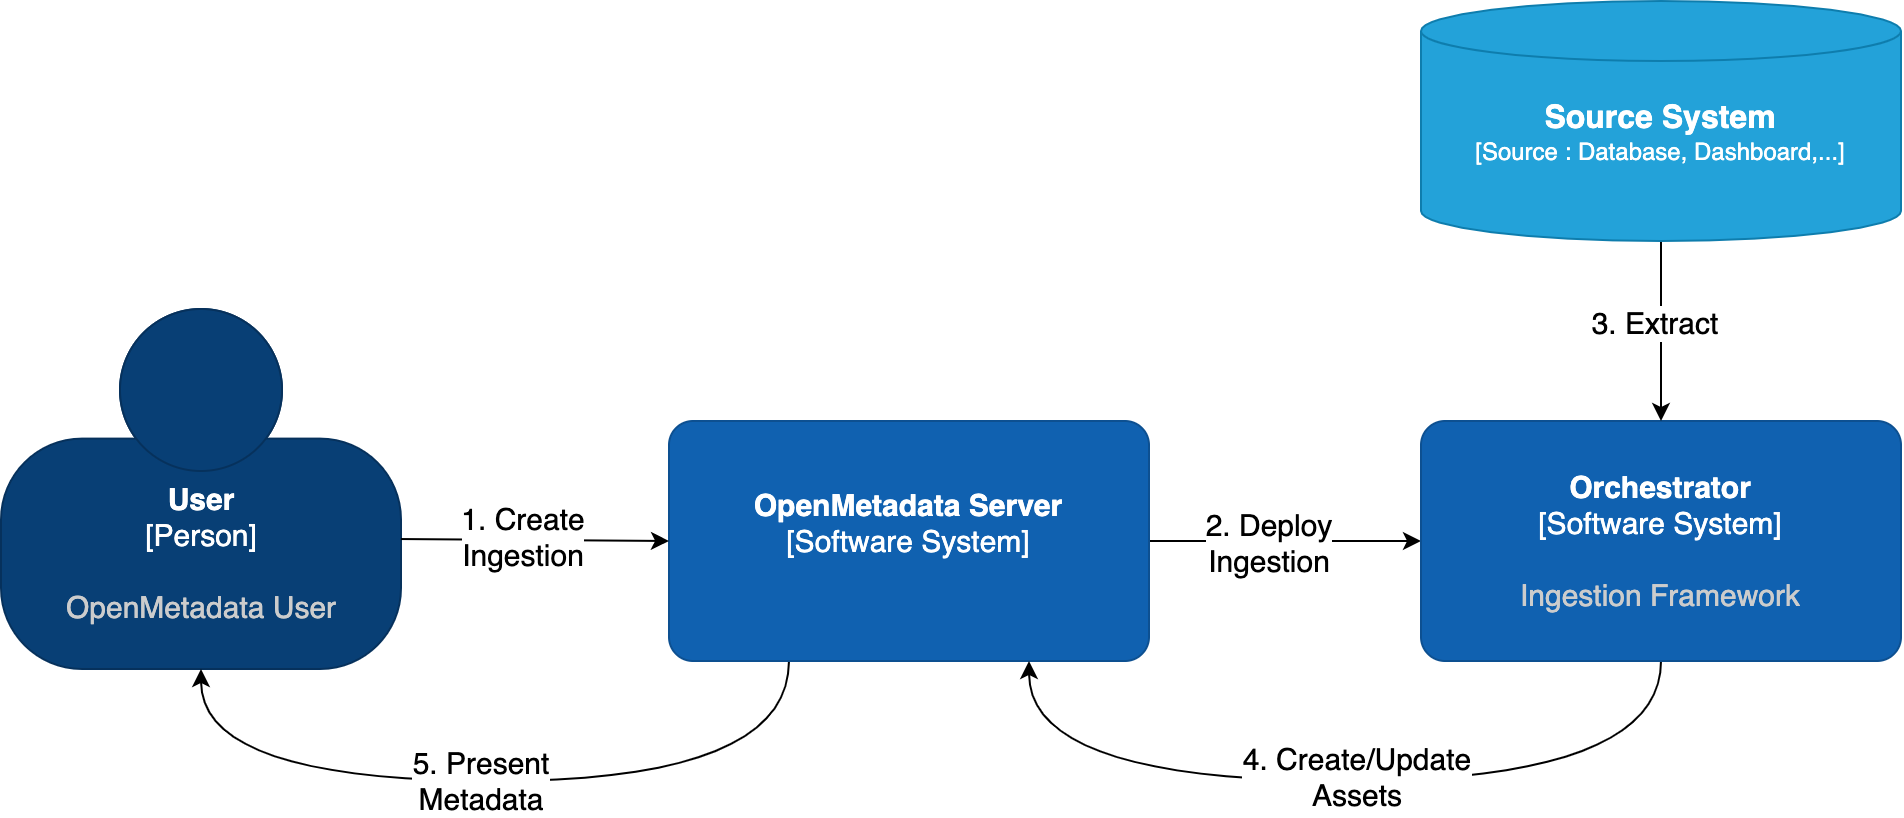 Source System
[Source : Database, Dashboard,...]
3. Extract
User
[Person]
OpenMetadata User
1. Create
Ingestion
OpenMetadata Server
[Software System]
2. Deploy
Ingestion
Orchestrator
[Software System]
Ingestion Framework
5. Present
Metadata
4. Create/Update
Assets